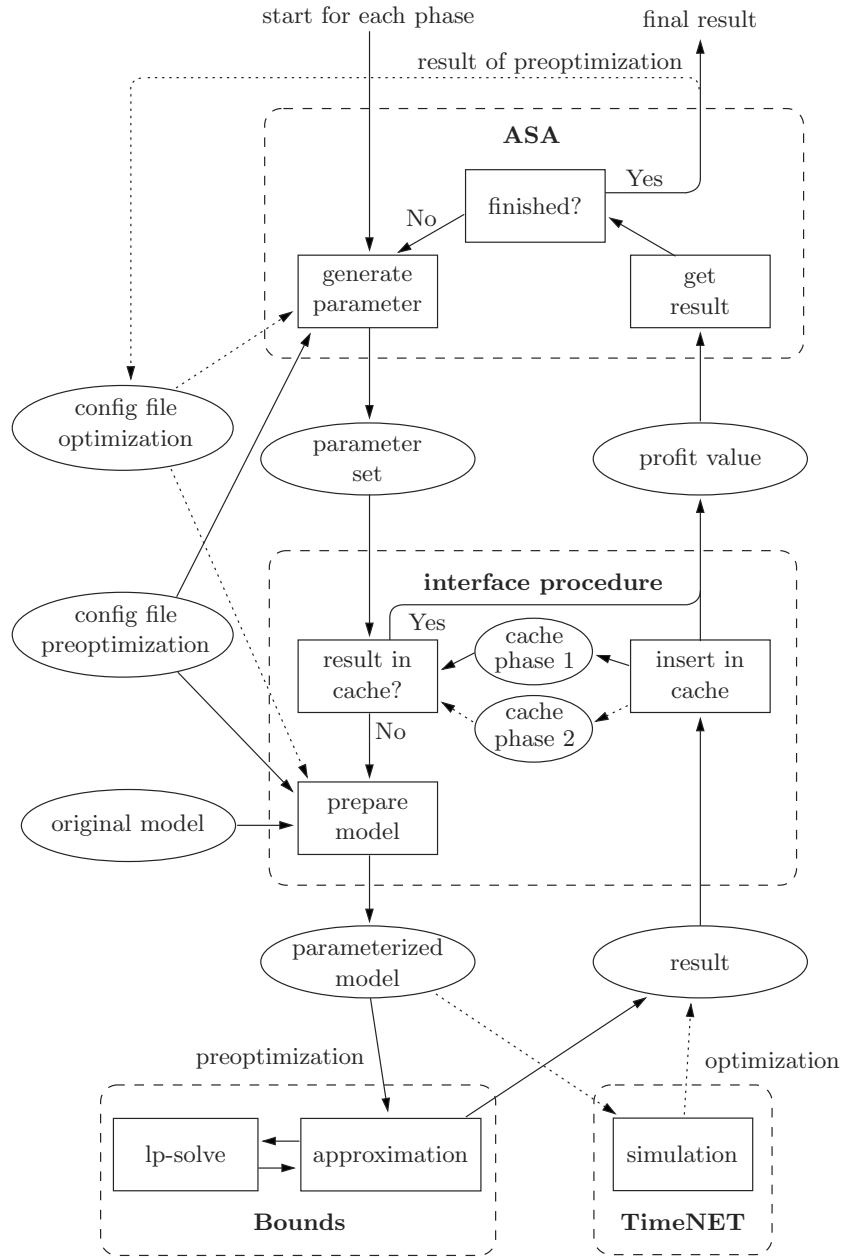 start for each phase
final result
result of preoptimization
ASA
Yes
finished?
No
generate
parameter
get
result
config file
optimization
parameter
set
profit value
interface procedure
config file
preoptimization
Yes
cache
phase 1
result in
cache?
insert in
cache
cache
phase 2
No
original model
prepare
model
parameterized
model
result
preoptimization
optimization
lp-solve
approximation
simulation
Bounds
TimeNET